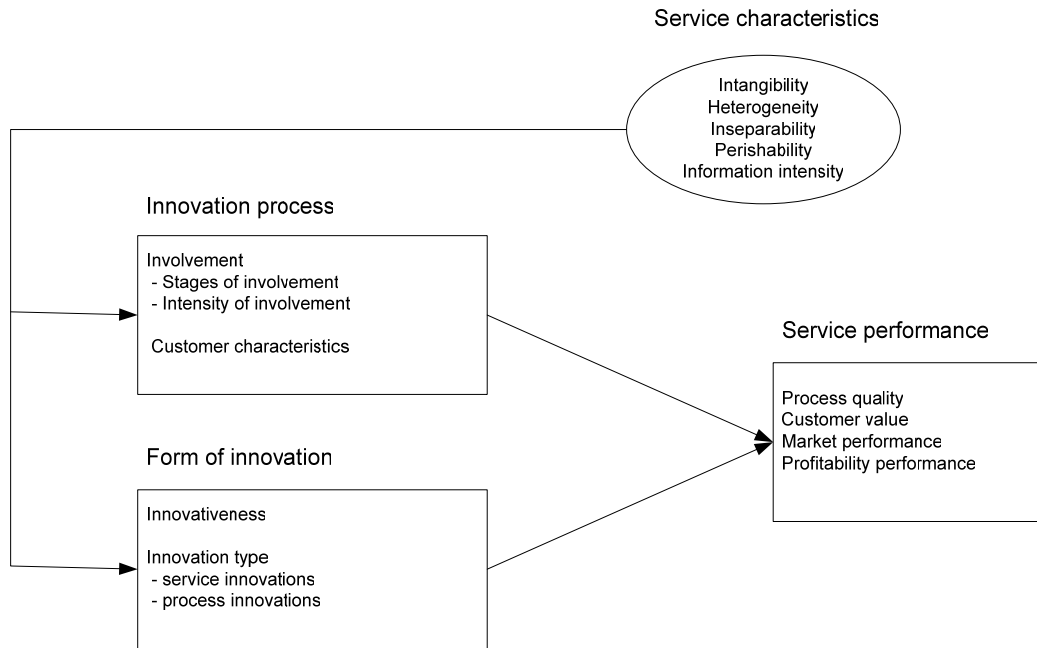 Service characteristics
Intangibility
Heterogeneity
Inseparability
Perishability
Information intensity
Innovation process
Involvement
- Stages of involvement
- Intensity of involvement
Customer characteristics
Service performance
Process quality
Customer value
Market performance
Profitability performance
Form of innovation
Innovativeness
Innovation type
- service innovations
- process innovations